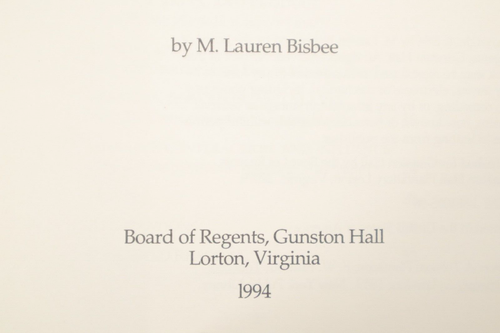 by M. Lauren Bisbee
Board of Regents, Gunston Hall
Lorton, Virginia
1994